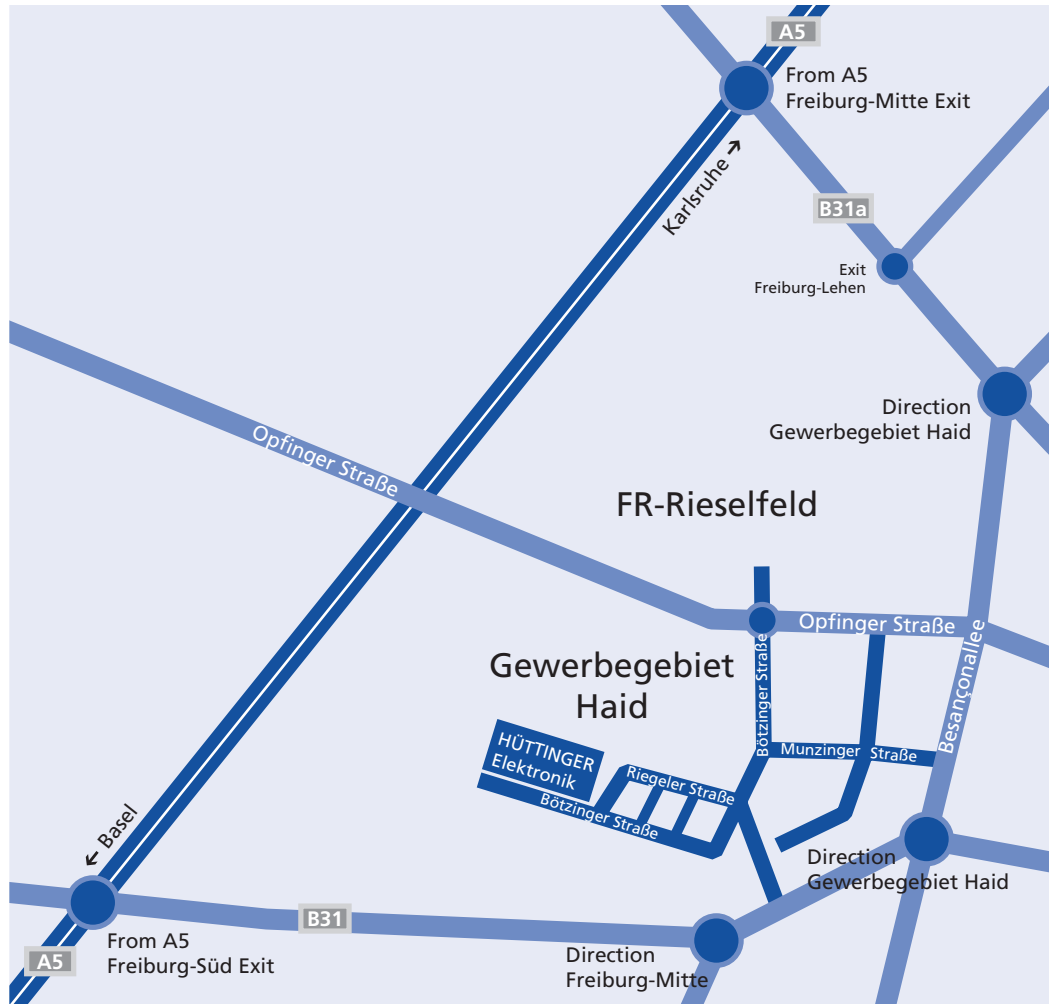 A5
From A5
Freiburg-Mitte Exit
Karlsruhe →
B31a
Exit
Freiburg-Lehen
Direction
Gewerbegebiet Haid
Opfinger Straße
FR-Rieselfeld
Opfinger Straße
Besançonallee
Bötzinger Straße
Gewerbegebiet
Haid
Munzinger Straße
HÜTTINGER
Elektronik
Riegeler Straße
Bötzinger Straße
← Basel
Direction
Gewerbegebiet Haid
B31
From A5
Freiburg-Süd Exit
A5
Direction
Freiburg-Mitte